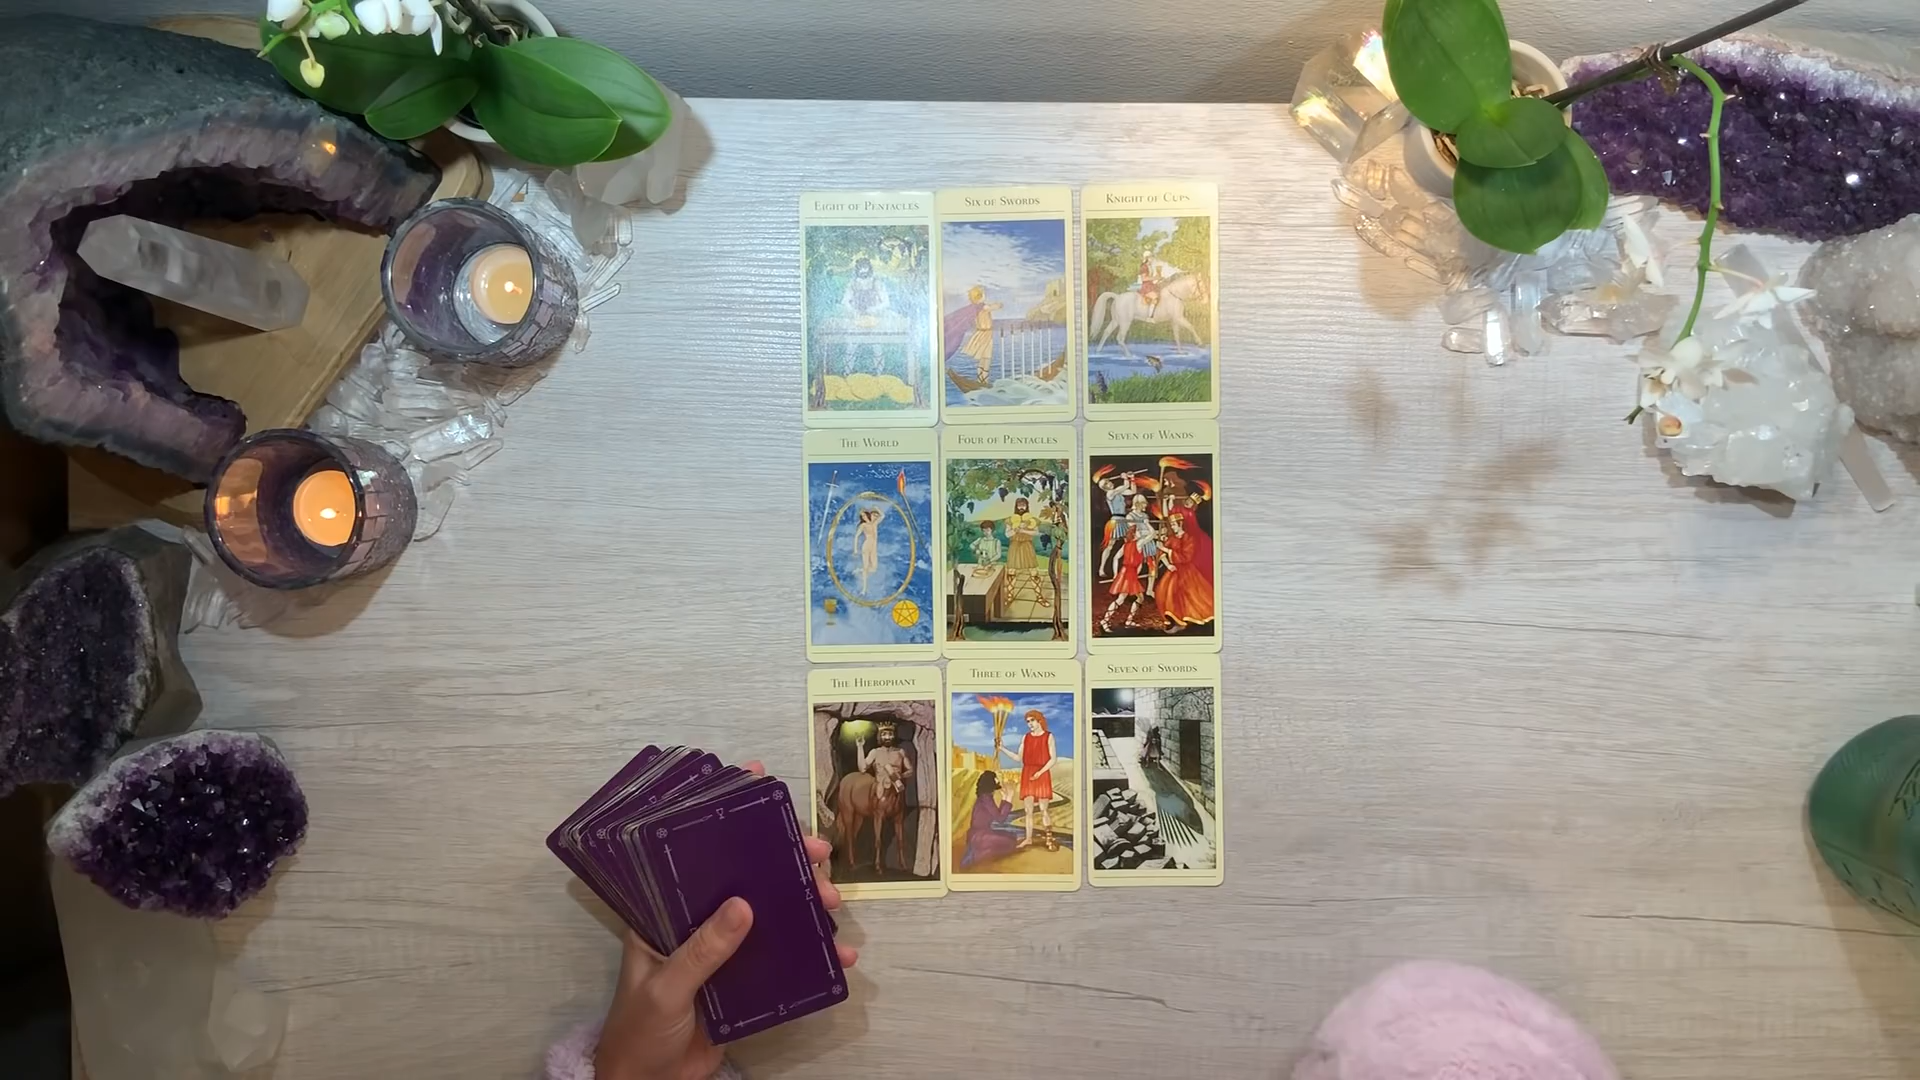 EIGHT OF PENTACLES
SIX OF SWORDS
KNIGHT OF CUPS
THE WORLD
FOUR OF PENTACLES
SEVEN OF WANDS
THE HIEROPHANT
THREE OF WANDS
SEVEN OF SWORDS